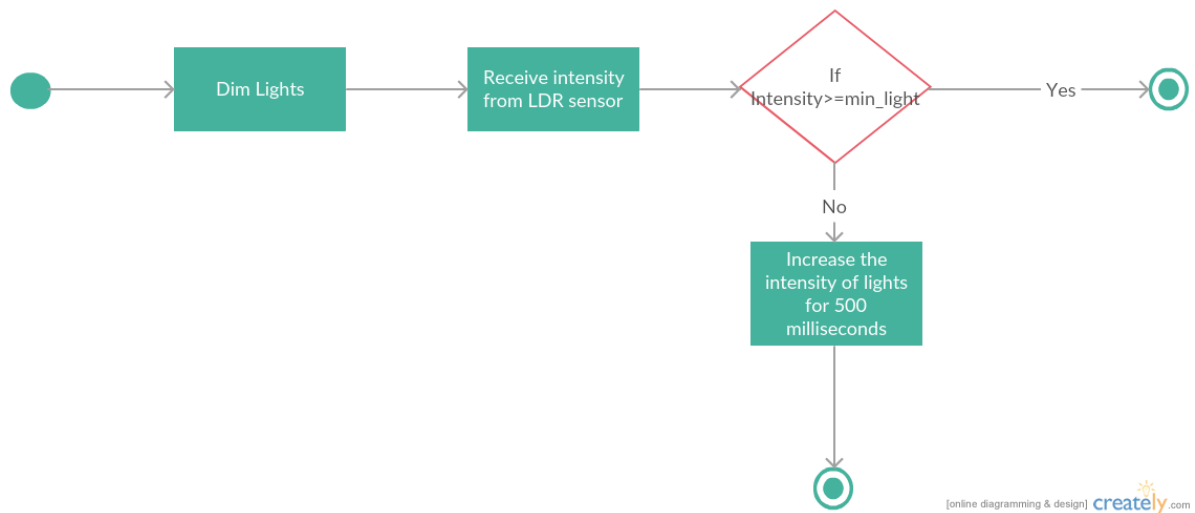 Dim Lights
Receive intensity
from LDR sensor
If
Intensity>=min_light
Yes
No
Increase the
intensity of lights
for 500
milliseconds
[online diagramming & design] creately.com